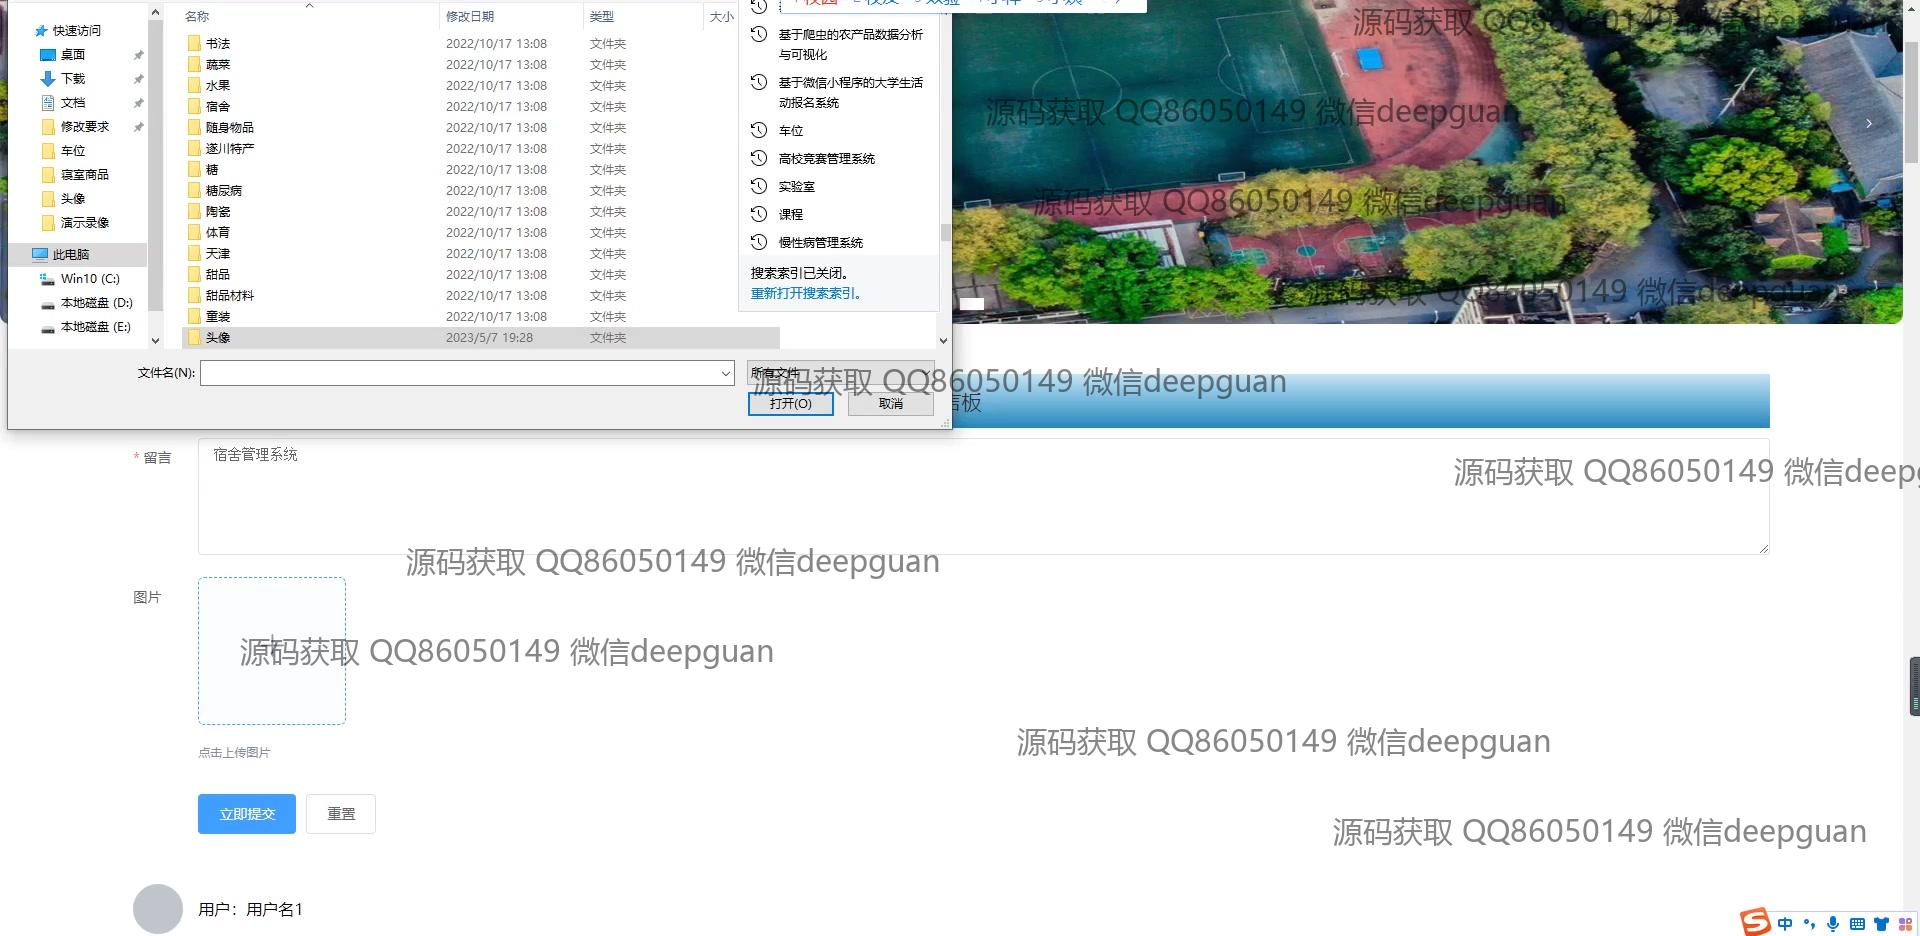 名称 修改日期 类型 大小
快速访问
桌面
下载
文档
修改要求
车位
寝室商品
头像
演示录像
此电脑
Win10 (C:)
本地磁盘 (D:)
本地磁盘 (E:)
书法 2022/10/17 13:08 文件夹
蔬菜 2022/10/17 13:08 文件夹
水果 2022/10/17 13:08 文件夹
宿舍 2022/10/17 13:08 文件夹
随身物品 2022/10/17 13:08 文件夹
遂川特产 2022/10/17 13:08 文件夹
糖 2022/10/17 13:08 文件夹
糖尿病 2022/10/17 13:08 文件夹
陶瓷 2022/10/17 13:08 文件夹
体育 2022/10/17 13:08 文件夹
天津 2022/10/17 13:08 文件夹
甜品 2022/10/17 13:08 文件夹
甜品材料 2022/10/17 13:08 文件夹
童装 2022/10/17 13:08 文件夹
头像 2023/5/7 19:28 文件夹
基于爬虫的农产品数据分析
与可视化
基于微信小程序的大学生活
动报名系统
车位
高校竞赛管理系统
实验室
课程
慢性病管理系统
搜索索引已关闭。
重新打开搜索索引。
文件名(N):
所有文件
打开(O) 取消
言板
* 留言 宿舍管理系统
图片
点击上传图片
立即提交 重置
用户：用户名1
中
源码获取 QQ86050149 微信deepguan
源码获取 QQ86050149 微信deepguan
源码获取 QQ86050149 微信deepguan
源码获取 QQ86050149 微信deepguan
源码获取 QQ86050149 微信deepguan
源码获取 QQ86050149 微信deep
源码获取 QQ86050149 微信deepguan
源码获取 QQ86050149 微信deepguan
源码获取 QQ86050149 微信deepguan
源码获取 QQ86050149 微信deepguan